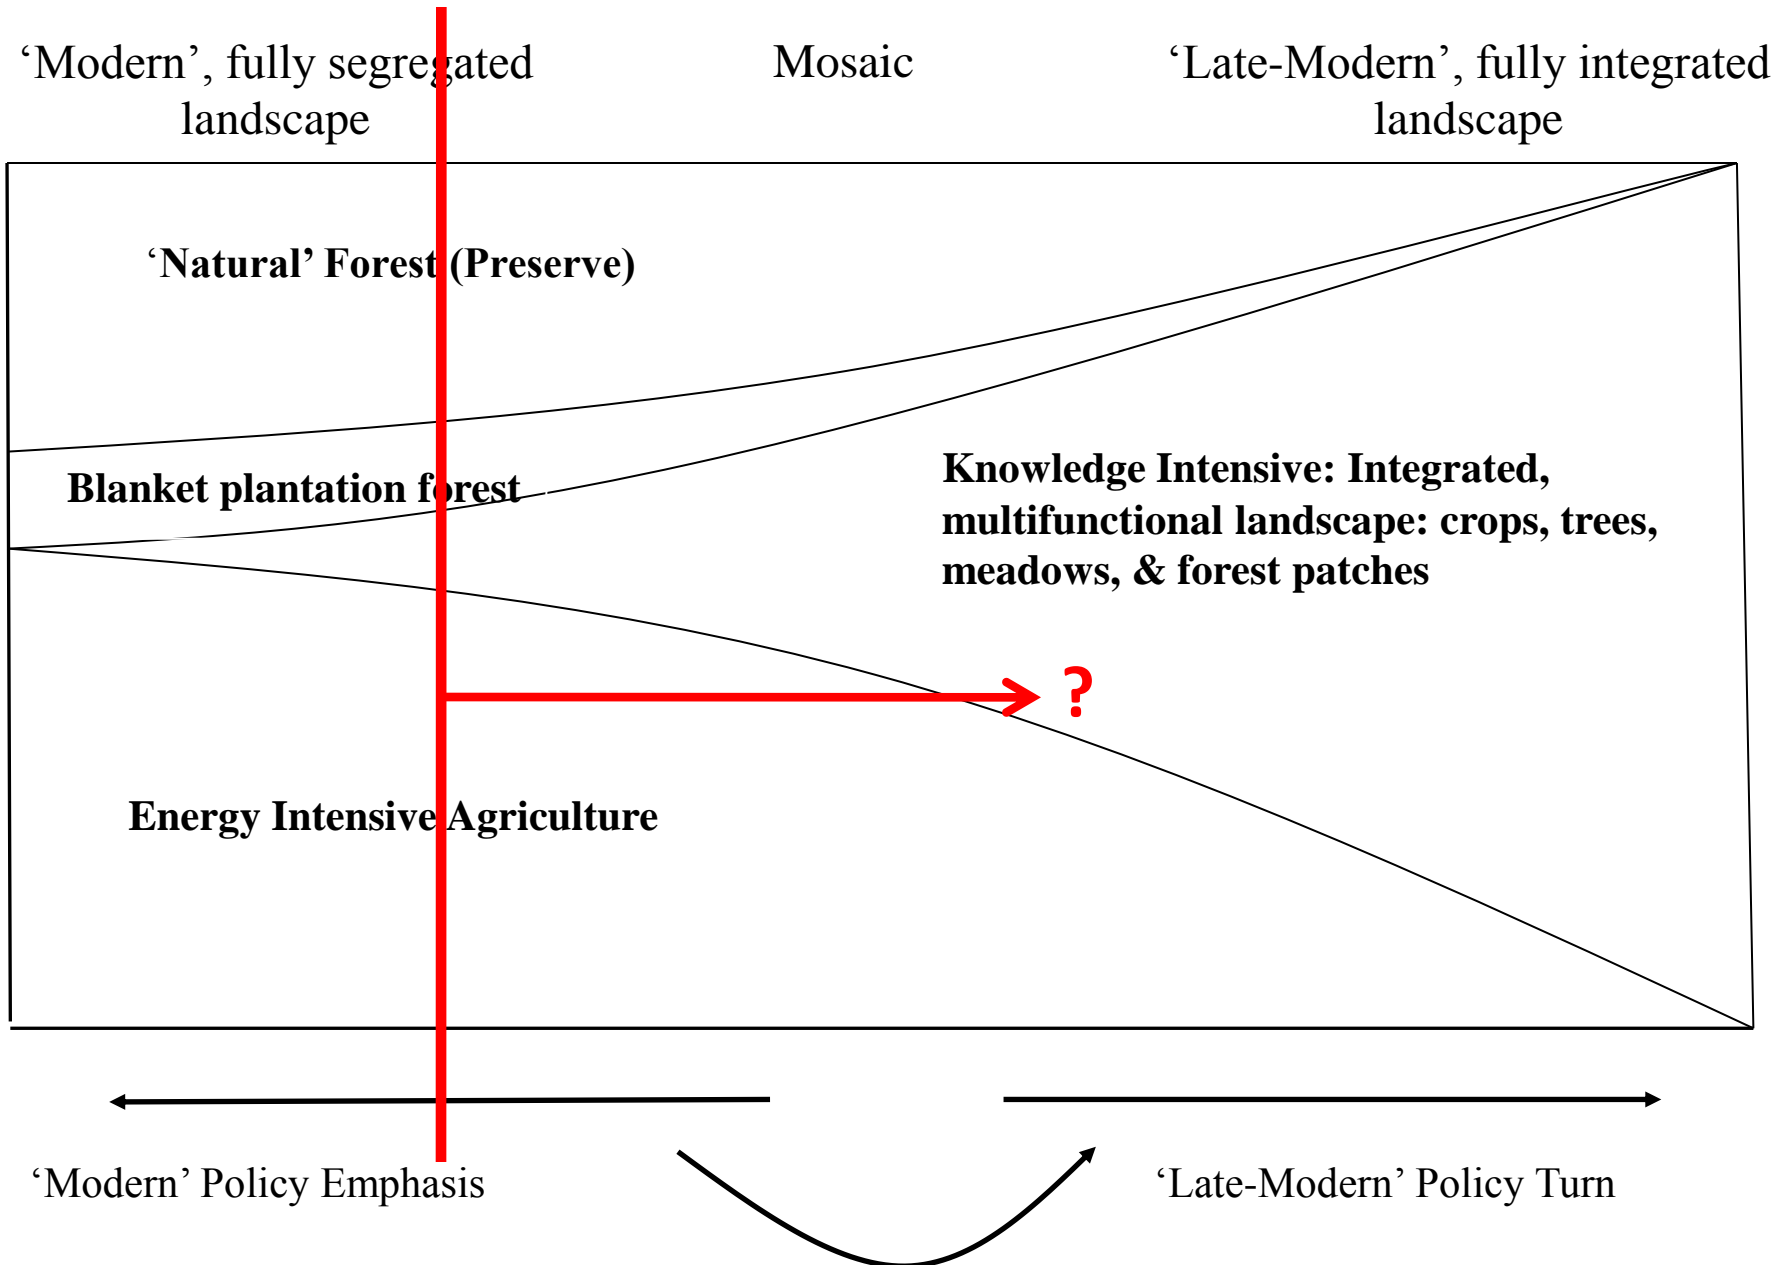 ‘Modern’, fully segregated
landscape
Mosaic
‘Late-Modern’, fully integrated
landscape
‘Natural’ Forest (Preserve)
Blanket plantation forest
Knowledge Intensive: Integrated,
multifunctional landscape: crops, trees,
meadows, & forest patches
?
Energy Intensive Agriculture
‘Modern’ Policy Emphasis
‘Late-Modern’ Policy Turn